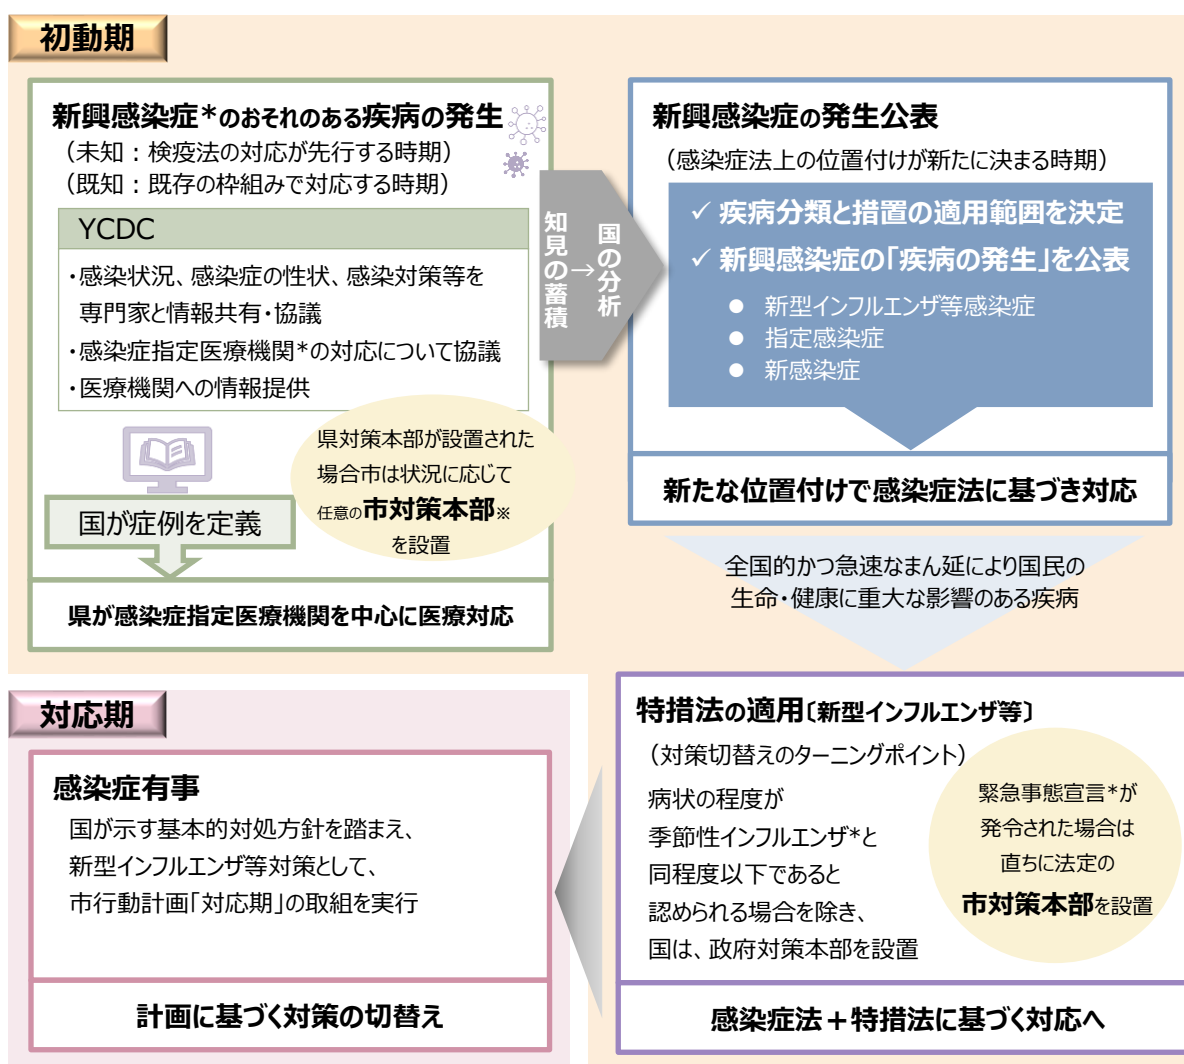 初動期
新興感染症*のおそれのある疾病の発生
（未知：検疫法の対応が先行する時期）
（既知：既存の枠組みで対応する時期）
YCDC
・感染状況、感染症の性状、感染対策等を
専門家と情報共有・協議
・感染症指定医療機関*の対応について協議
・医療機関への情報提供
県対策本部が設置された
場合市は状況に応じて
任意の市対策本部※
を設置
国が症例を定義
県が感染症指定医療機関を中心に医療対応
知見の蓄積
→
国の分析
新興感染症の発生公表
（感染症法上の位置付けが新たに決まる時期）
✓ 疾病分類と措置の適用範囲を決定
✓ 新興感染症の「疾病の発生」を公表
● 新型インフルエンザ等感染症
● 指定感染症
● 新感染症
新たな位置付けで感染症法に基づき対応
全国的かつ急速なまん延により国民の
生命・健康に重大な影響のある疾病
特措法の適用〔新型インフルエンザ等〕
（対策切替えのターニングポイント）
病状の程度が
季節性インフルエンザ*と
同程度以下であると
認められる場合を除き、
国は、政府対策本部を設置
緊急事態宣言*が
発令された場合は
直ちに法定の
市対策本部を設置
感染症法＋特措法に基づく対応へ
対応期
感染症有事
国が示す基本的対処方針を踏まえ、
新型インフルエンザ等対策として、
市行動計画「対応期」の取組を実行
計画に基づく対策の切替え